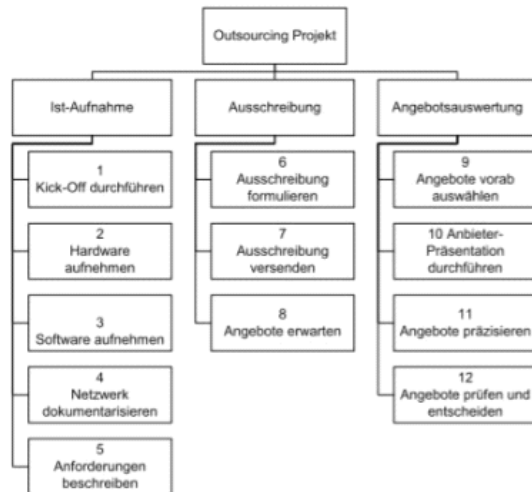 Outsourcing Projekt
Ist-Aufnahme
Ausschreibung
Angebotsauswertung
1
Kick-Off durchführen
2
Hardware
aufnehmen
3
Software aufnehmen
4
Netzwerk
dokumentarisieren
5
Anforderungen
beschreiben
6
Ausschreibung
formulieren
7
Ausschreibung
versenden
8
Angebote erwarten
9
Angebote vorab
auswählen
10 Anbieter-
Präsentation
durchführen
11
Angebote präzisieren
12
Angebote prüfen und
entscheiden